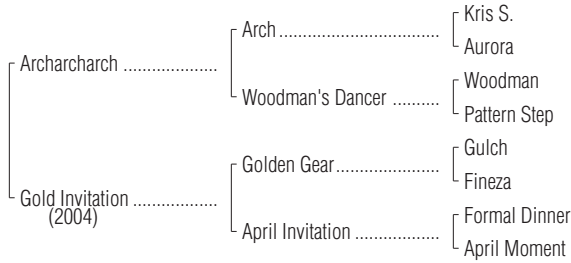 Kris S.
Arch ..................................
Aurora
Archarcharch ....................
Woodman
Woodman's Dancer ..........
Pattern Step
Gulch
Golden Gear......................
Fineza
Gold Invitation ..................
(2004)
Formal Dinner
April Invitation ...................
April Moment